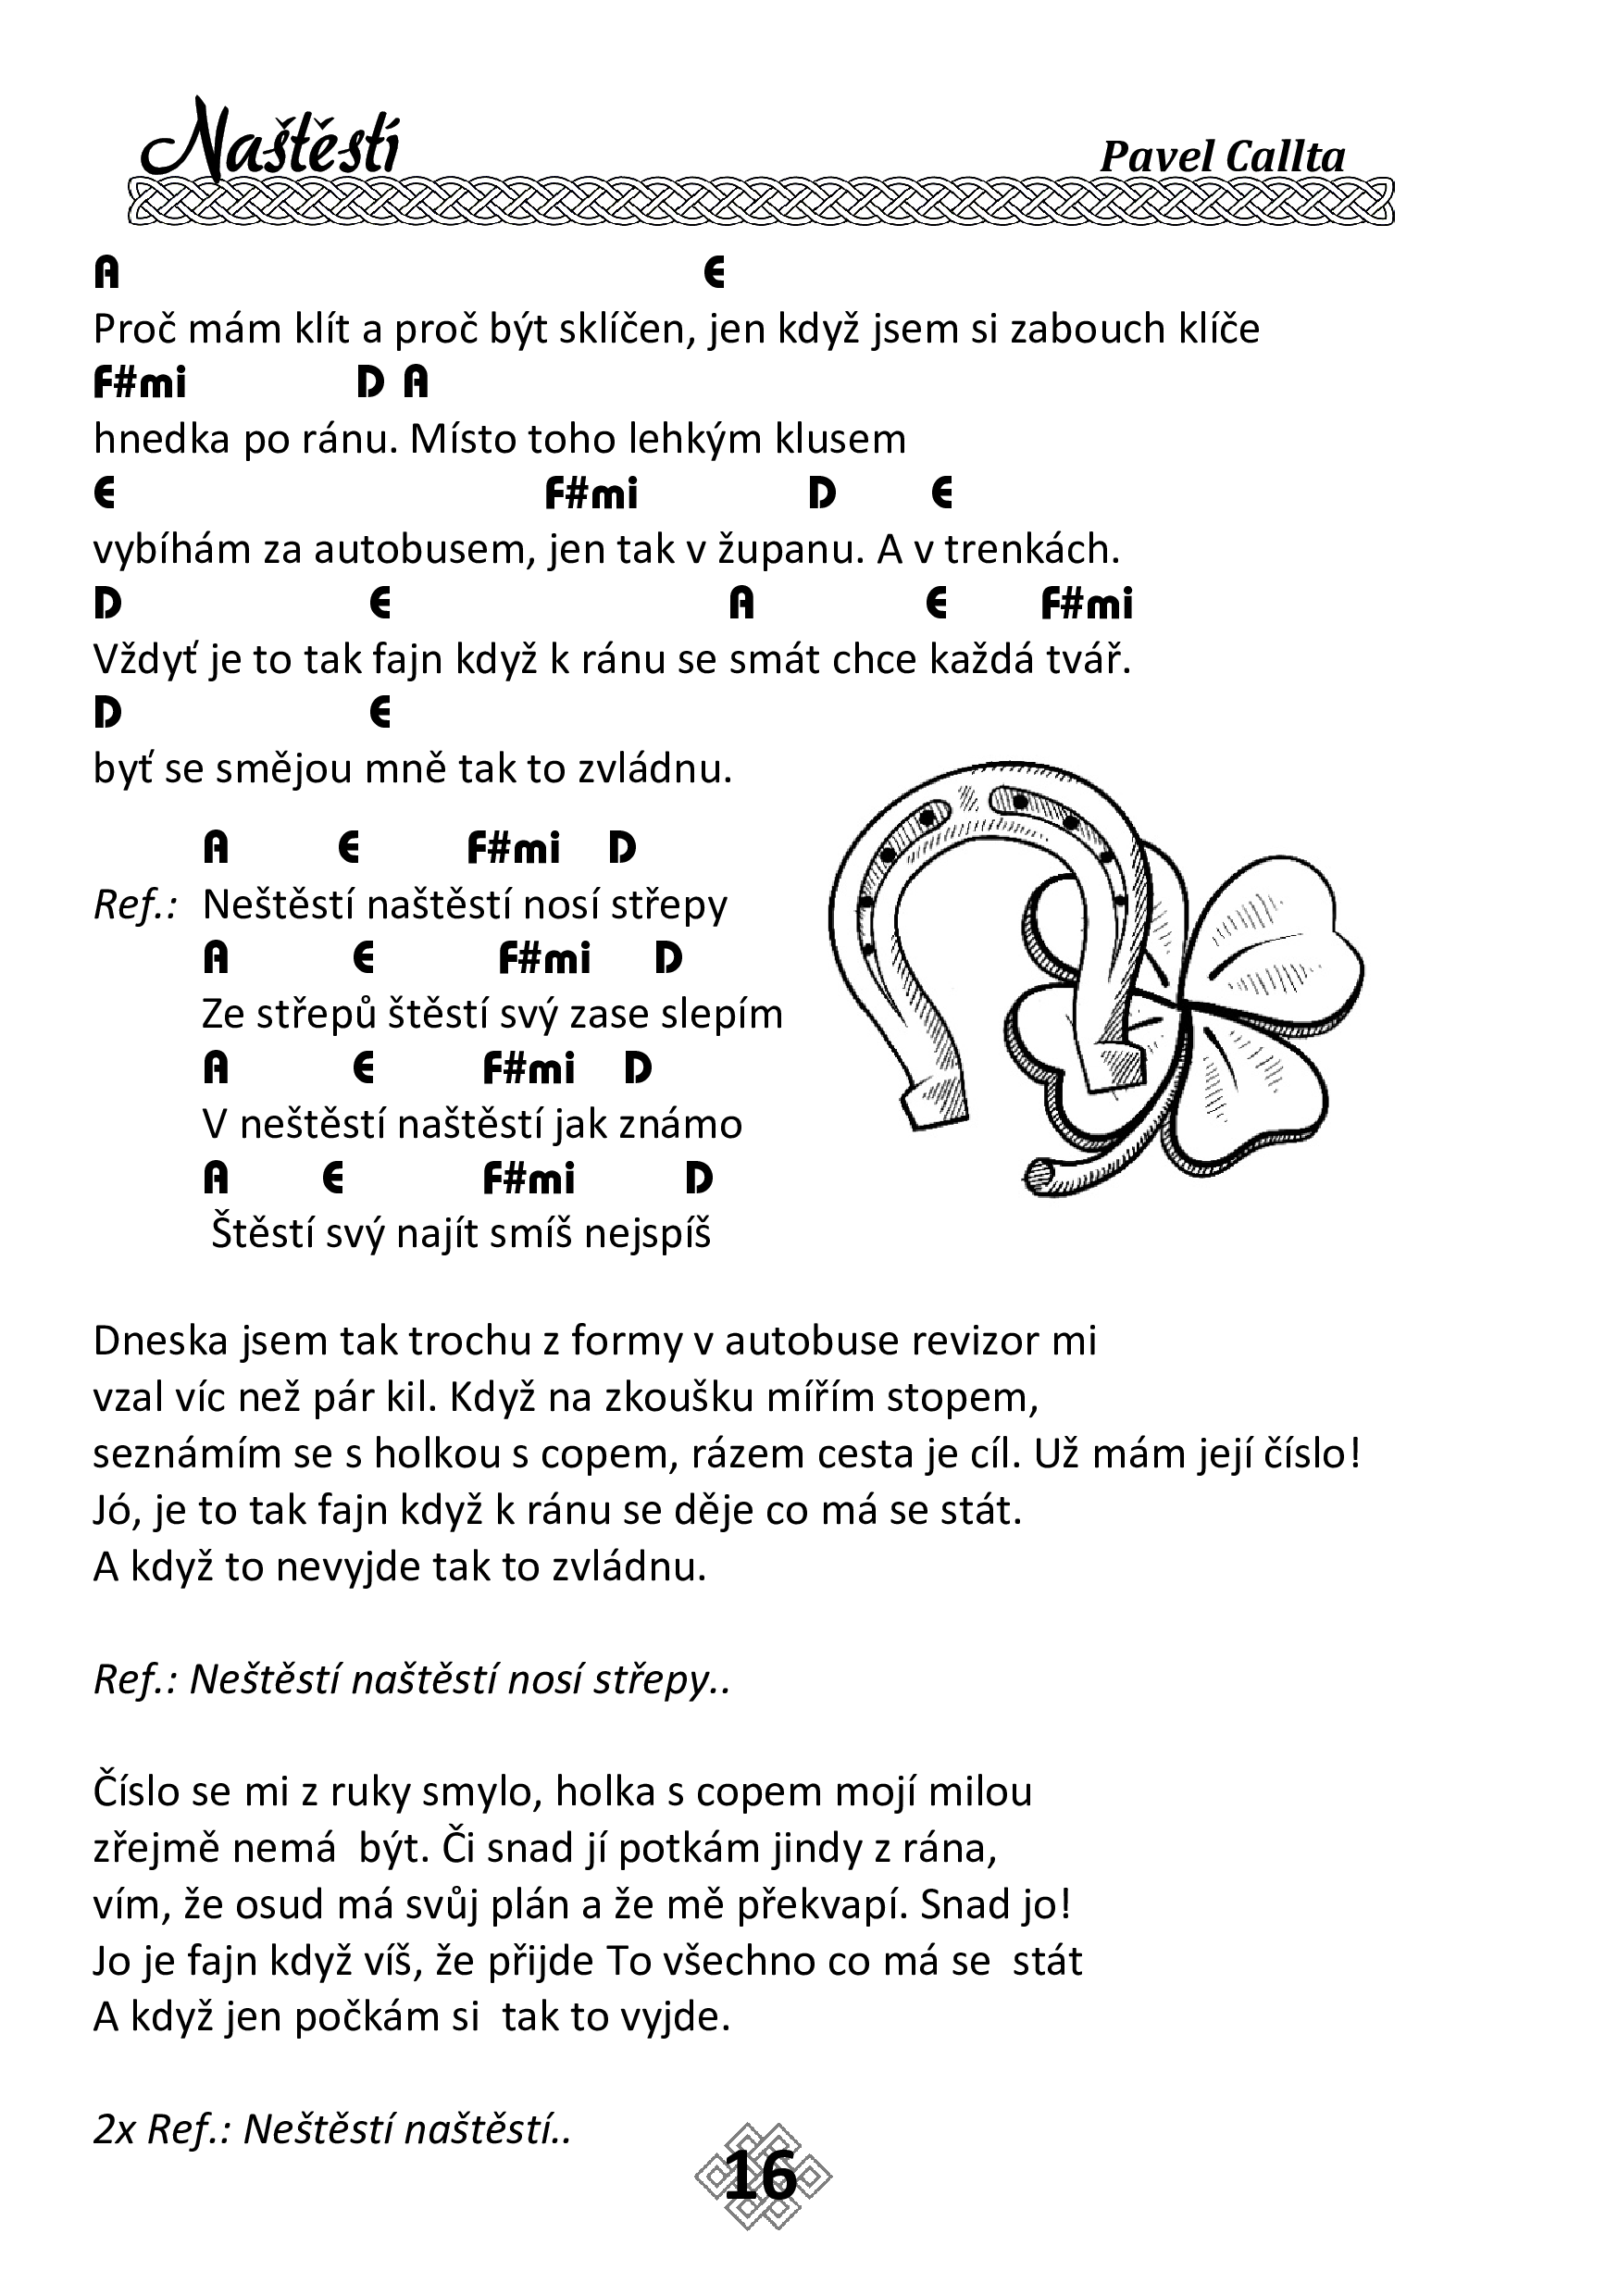 Naštěstí
Pavel Callta
A E
Proč mám klít a proč být sklíčen, jen když jsem si zabouch klíče
F#mi D A
hnedka po ránu. Místo toho lehkým klusem
E F#mi D E
vybíhám za autobusem, jen tak v županu. A v trenkách.
D E A E F#mi
Vždyť je to tak fajn když k ránu se smát chce každá tvář.
D E
byť se smějou mně tak to zvládnu.
A E F#mi D
Ref.: Neštěstí naštěstí nosí střepy
A E F#mi D
Ze střepů štěstí svý zase slepím
A E F#mi D
V neštěstí naštěstí jak známo
A E F#mi D
Štěstí svý najít smíš nejspíš
Dneska jsem tak trochu z formy v autobuse revizor mi
vzal víc než pár kil. Když na zkoušku mířím stopem,
seznámím se s holkou s copem, rázem cesta je cíl. Už mám její číslo!
Jó, je to tak fajn když k ránu se děje co má se stát.
A když to nevyjde tak to zvládnu.
Ref.: Neštěstí naštěstí nosí střepy..
Číslo se mi z ruky smylo, holka s copem mojí milou
zřejmě nemá  být. Či snad jí potkám jindy z rána,
vím, že osud má svůj plán a že mě překvapí. Snad jo!
Jo je fajn když víš, že přijde To všechno co má se  stát
A když jen počkám si  tak to vyjde.
2x Ref.: Neštěstí naštěstí..
16